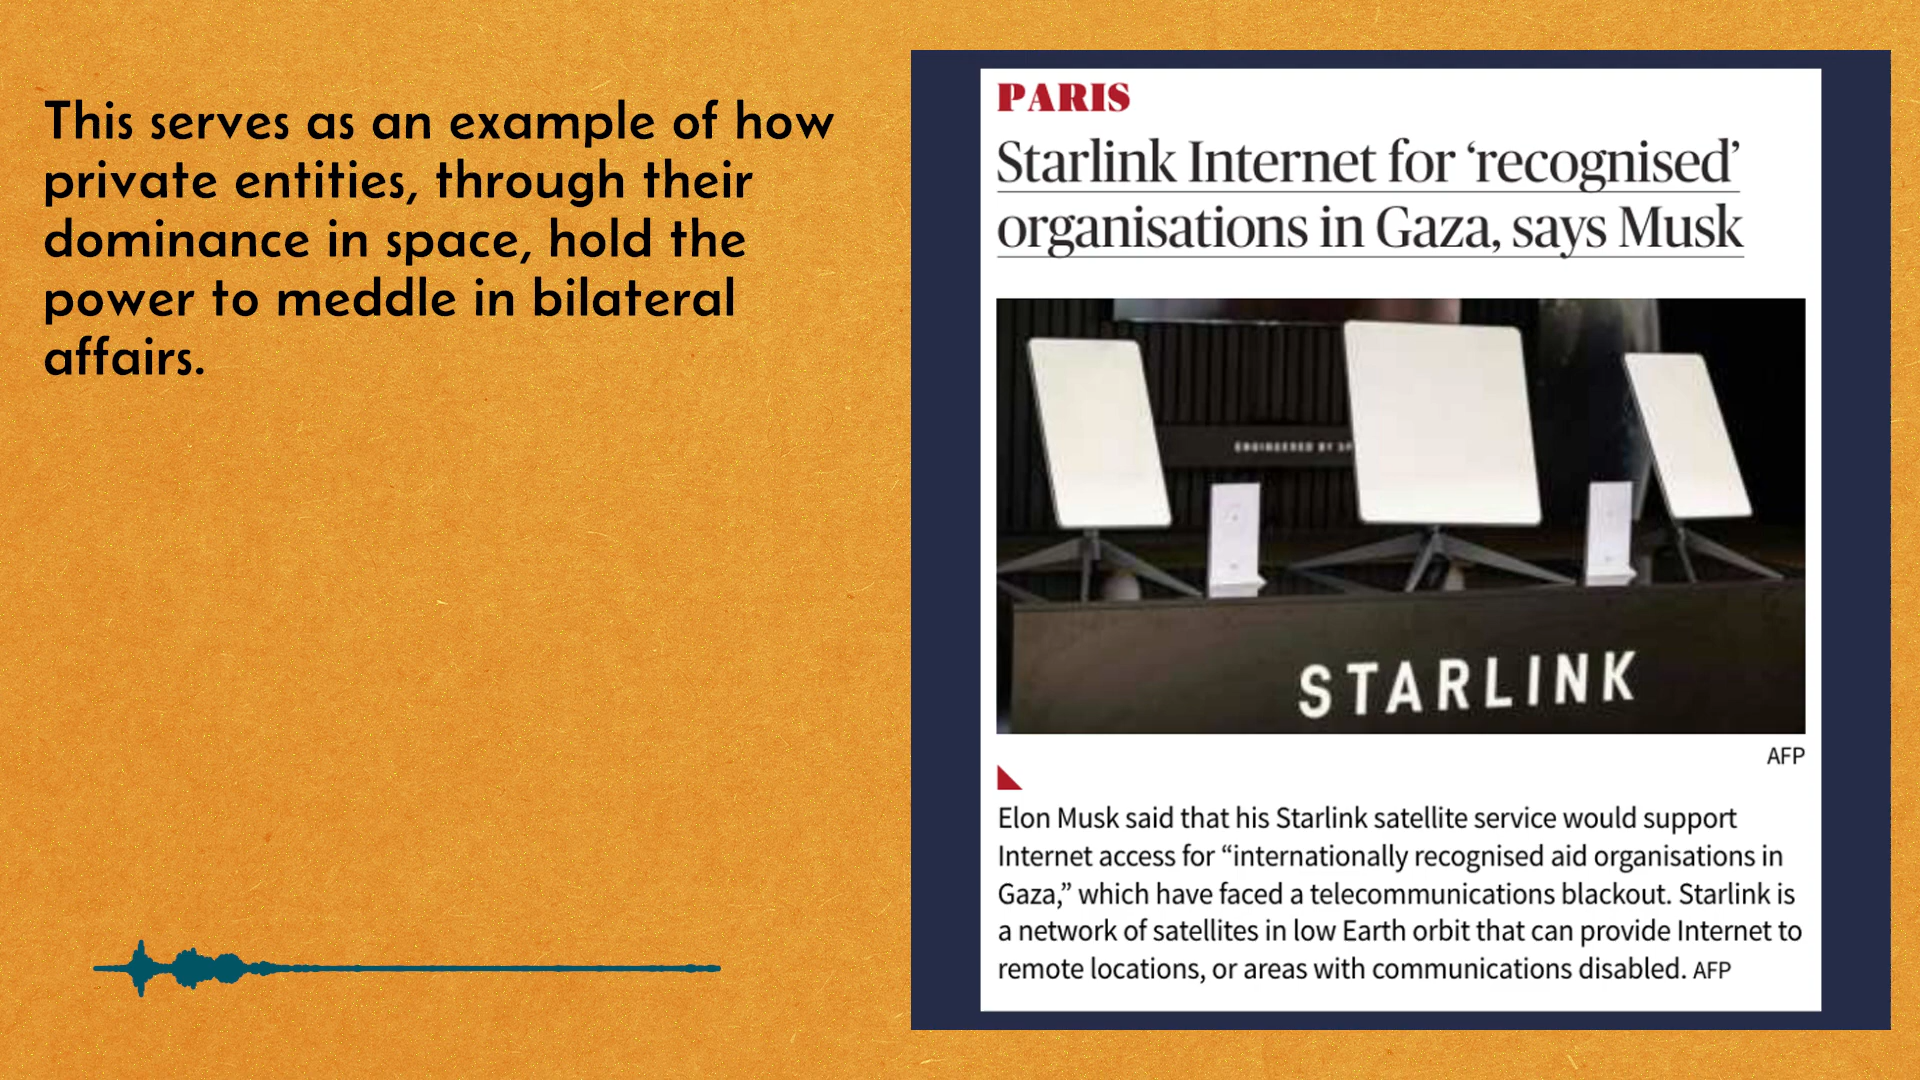 This serves as an example of how
private entities, through their
dominance in space, hold the
power to meddle in bilateral
affairs.
PARIS
Starlink Internet for ‘recognised’
organisations in Gaza, says Musk
ENGINEERED BY
STARLINK
AFP
Elon Musk said that his Starlink satellite service would support
Internet access for “internationally recognised aid organisations in
Gaza,” which have faced a telecommunications blackout. Starlink is
a network of satellites in low Earth orbit that can provide Internet to
remote locations, or areas with communications disabled. AFP